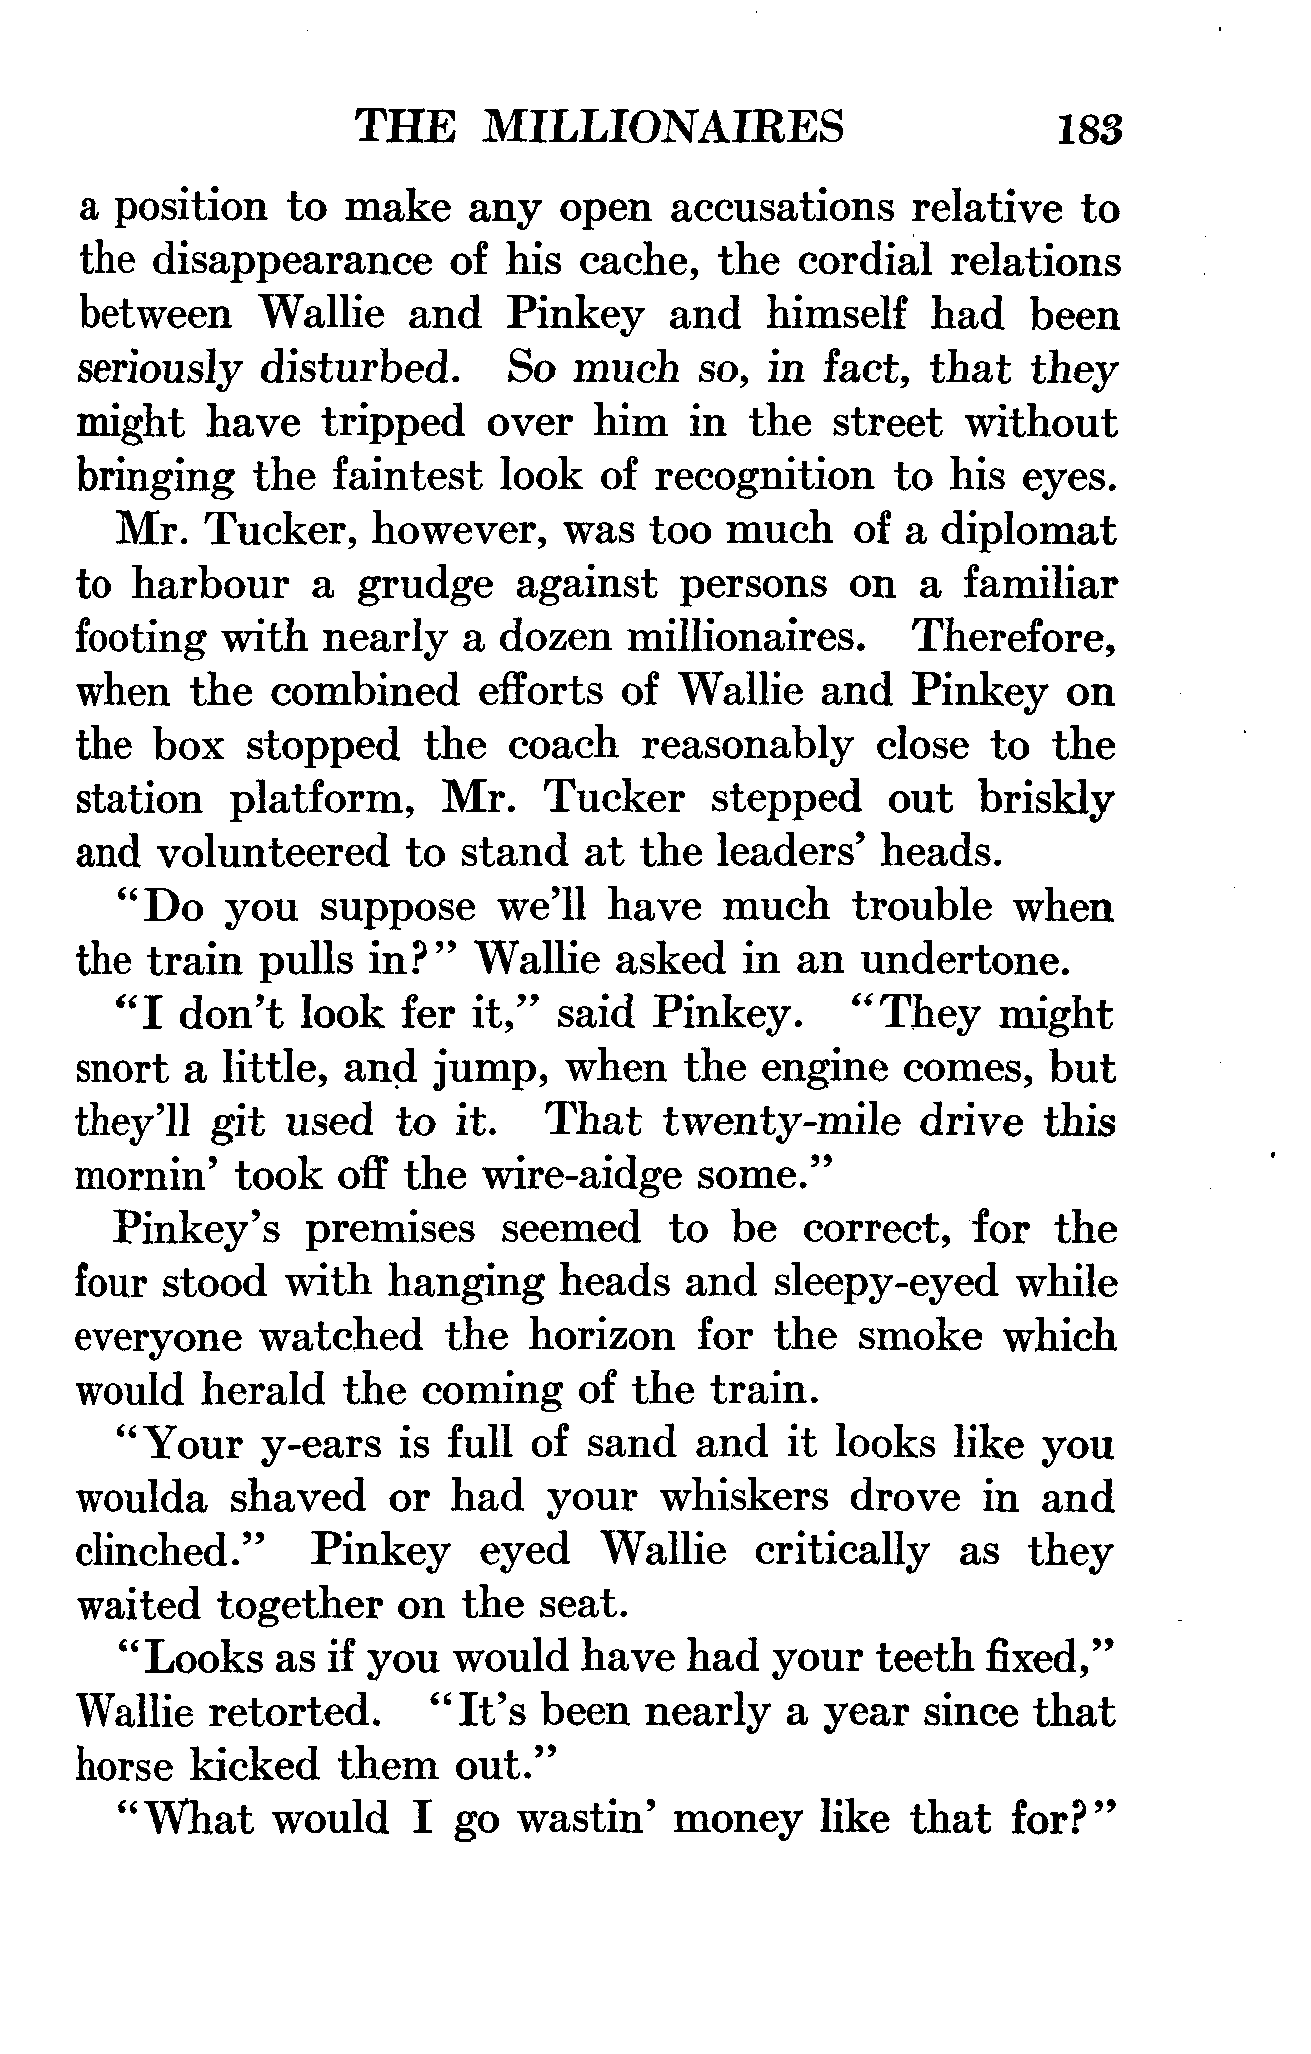 THE MILLIONAIRES 183
a position to make any open accusations relative to
the disappearance of his cache, the cordial relations
between Wallie and Pinkey and himself had been
seriously disturbed. So much so, in fact, that they
might have tripped over him in the street without
bringing the faintest look of recognition to his eyes.
Mr. Tucker, however, was too much of a diplomat
to harbour a grudge against persons on a familiar
footing with nearly a dozen millionaires. Therefore,
when the combined efforts of Wallie and Pinkey on
the box stopped the coach reasonably close to the
station platform, Mr. Tucker stepped out briskly
and volunteered to stand at the leaders’ heads.
“Do you suppose we’ll have much trouble when
the train pulls in?” Wallie asked in an undertone.
“I don’t look fer it,” said Pinkey. “They might
snort a little, and jump, when the engine comes, but
they’ll git used to it. That twenty-mile drive this
mornin’ took off the wire-aidge some.”
Pinkey’s premises seemed to be correct, for the
four stood with hanging heads and sleepy-eyed while
everyone watched the horizon for the smoke which
would herald the coming of the train.
“Your y-ears is full of sand and it looks like you
woulda shaved or had your whiskers drove in and
clinched.” Pinkey eyed Wallie critically as they
waited together on the seat.
“Looks as if you would have had your teeth fixed,”
Wallie retorted. “It’s been nearly a year since that
horse kicked them out.”
“What would I go wastin’ money like that for?”